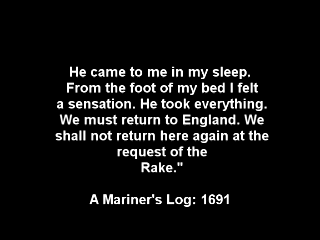 He came to me in my sleep.
From the foot of my bed I felt
a sensation. He took everything.
We must return to England. We
shall not return here again at the
request of the
Rake."
A Mariner's Log: 1691